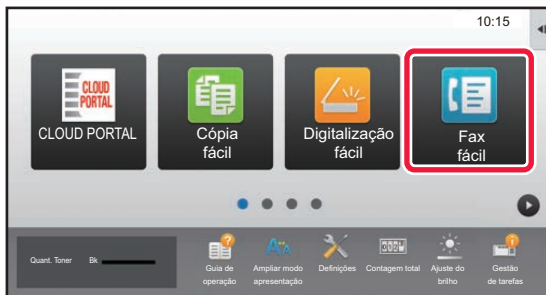 10:15
CLOUD
PORTAL
CLOUD PORTAL
Cópia
fácil
Digitalização
fácil
Fax
fácil
Quant. Toner Bk
Guia de
operação
Ampliar modo
apresentação
Definições
Contagem total
Ajuste do
brilho
Gestão
de tarefas